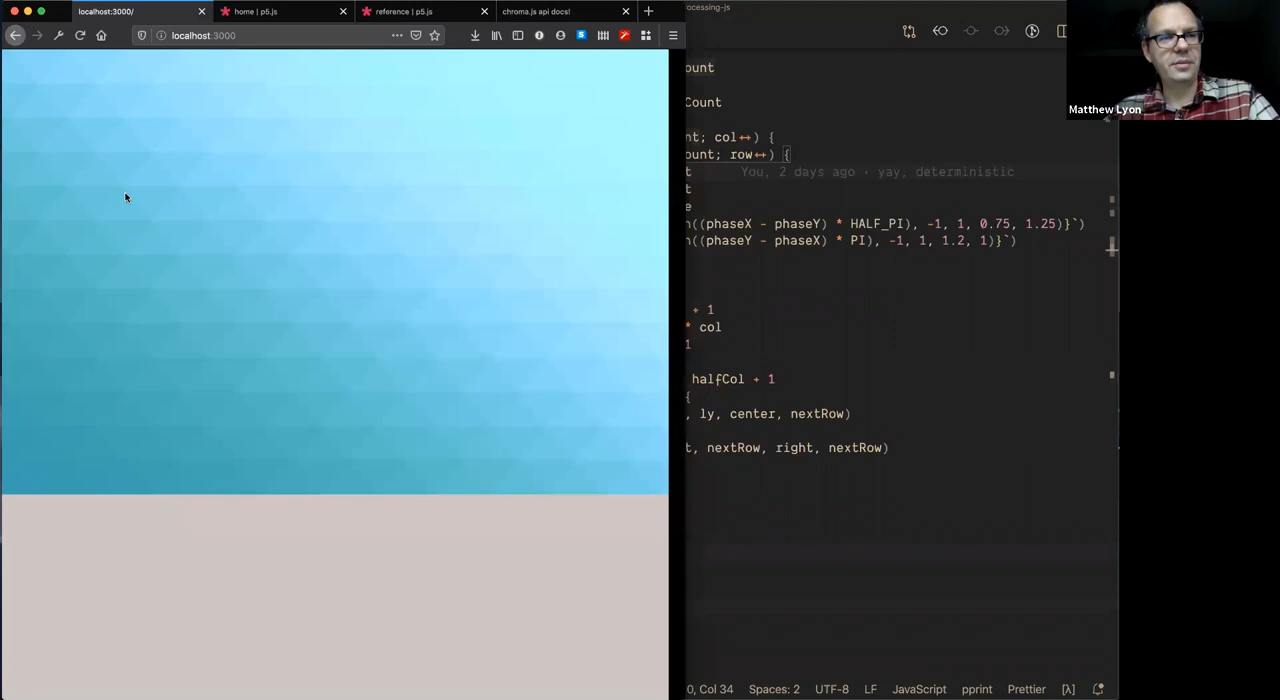 localhost:3000/
home | p5.js
reference | p5.js
chroma.js api docs!
localhost:3000
ocessing-js
Matthew Lyon
ount
Count
nt; col++) {
ount; row++) {
t You, 2 days ago · yay, deterministic
t
e
n((phaseX - phaseY) * HALF_PI), -1, 1, 0.75, 1.25)}`)
n((phaseY - phaseX) * PI), -1, 1, 1.2, 1)}`)
+ 1
* col
1
halfCol + 1
{
, ly, center, nextRow)
t, nextRow, right, nextRow)
0, Col 34 Spaces: 2 UTF-8 LF JavaScript pprint Prettier [λ]